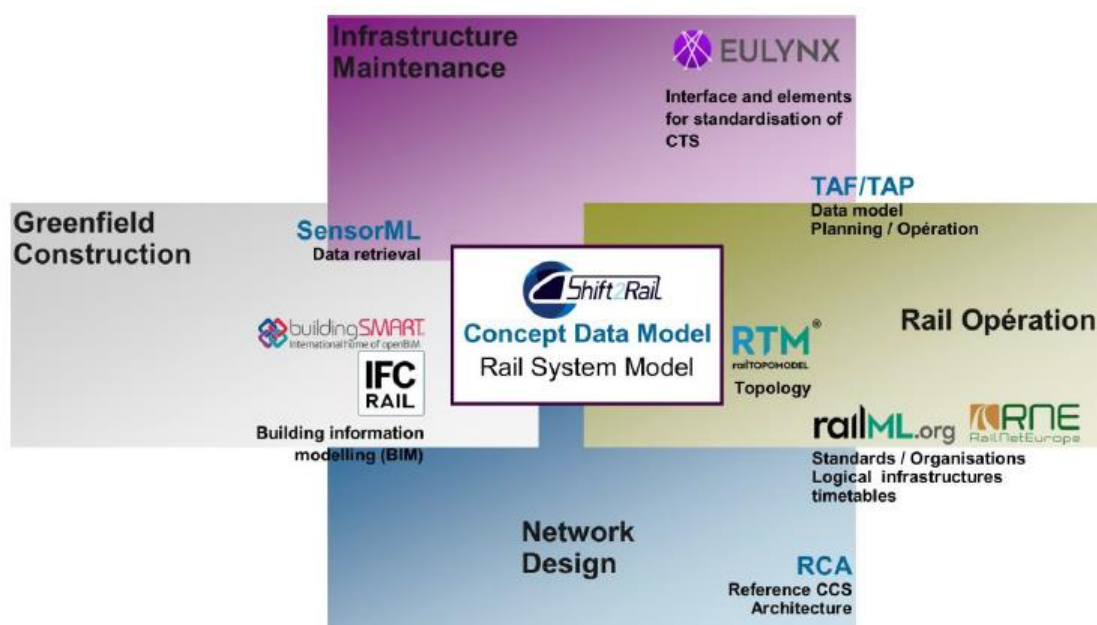 Infrastructure
Maintenance
EULYNX
Interface and elements
for standardisation of
CTS
TAF/TAP
Data model
Planning / Opération
Greenfield
Construction
SensorML
Data retrieval
Shift2Rail
Concept Data Model
Rail System Model
buildingSMART
International home of openBIM
IFC
RAIL
Building information
modelling (BIM)
RTM®
railTOPOMODEL
Topology
Rail Opération
railML.org
RNE
RailNetEurope
Standards / Organisations
Logical infrastructures
timetables
Network
Design
RCA
Reference CCS
Architecture